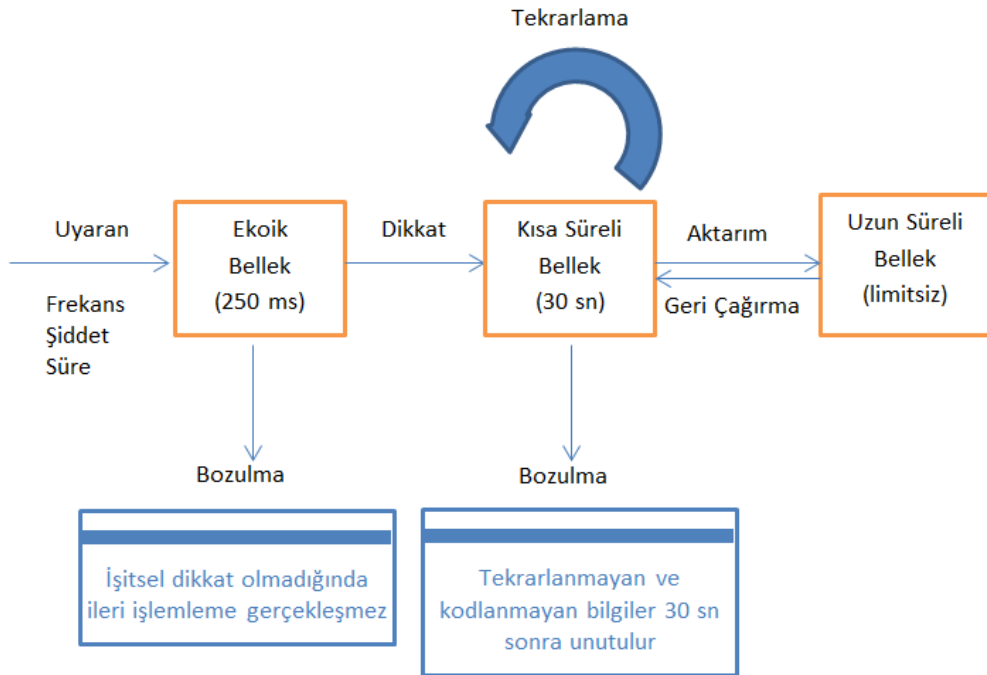 Tekrarlama
Uyaran
Frekans
Şiddet
Süre
Ekoik
Bellek
(250 ms)
Dikkat
Kısa Süreli
Bellek
(30 sn)
Aktarım
Geri Çağırma
Uzun Süreli
Bellek
(limitsiz)
Bozulma
İşitsel dikkat olmadığında
ileri işlemleme gerçekleşmez
Bozulma
Tekrarlanmayan ve
kodlanmayan bilgiler 30 sn
sonra unutulur